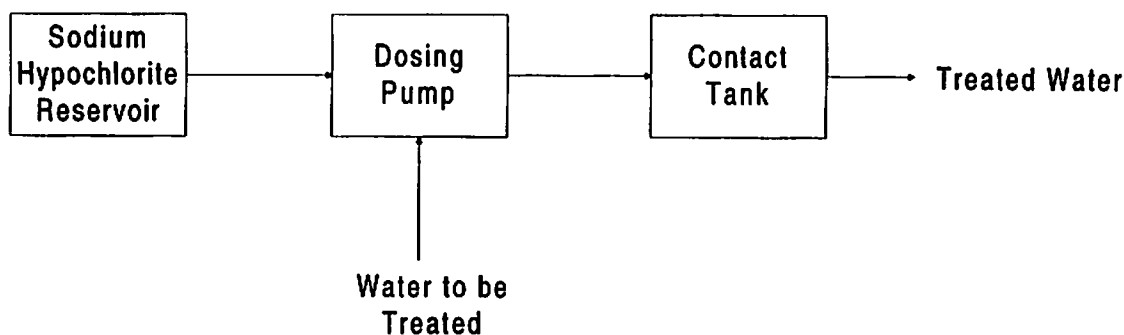 Sodium
Hypochlorite
Reservoir
Dosing
Pump
Contact
Tank
Treated Water
Water to be
Treated